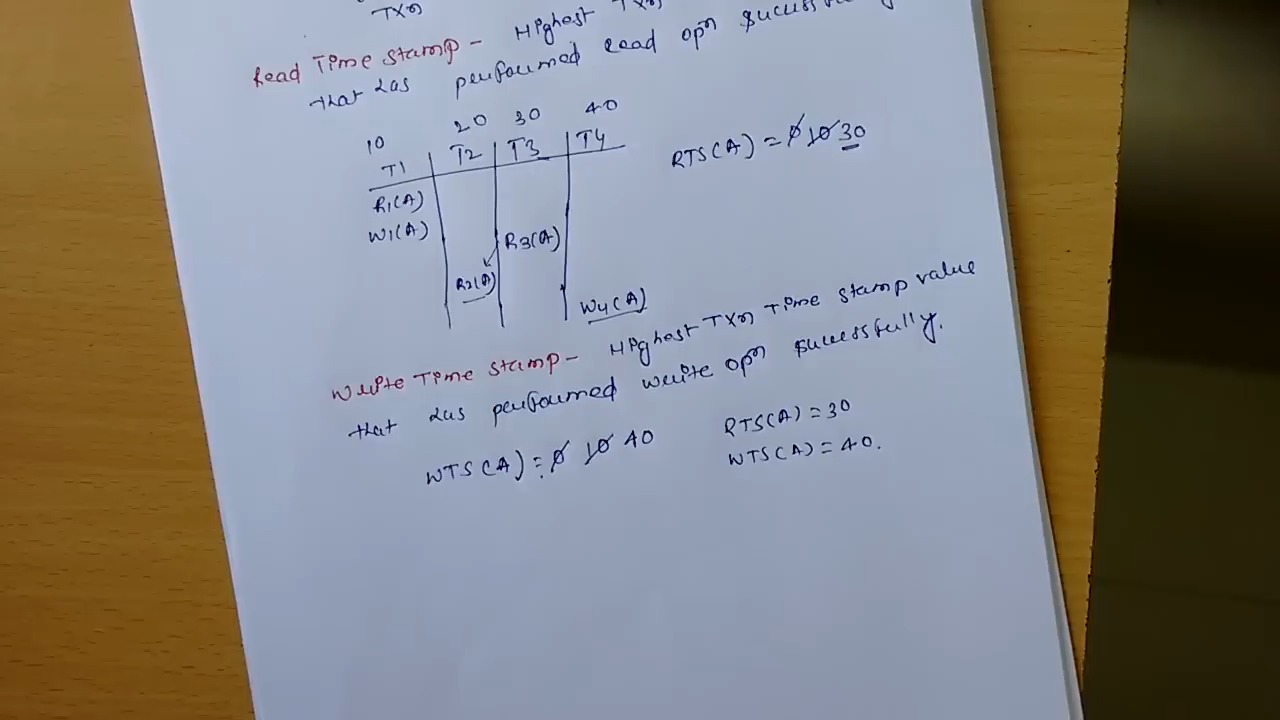 TXn
Read Time Stamp - Highest Txn
that has performed read opn successfully
10 20 30 40
T1 T2 T3 T4
R1(A)
W1(A)
R3(A)
R2(A)
W4(A)
RTS(A) = 0 10 30
Write Time Stamp - Highest TXn Time stamp value
that has performed write opn successfully.
WTS(A) = 0 10 40
RTS(A) = 30
WTS(A) = 40.